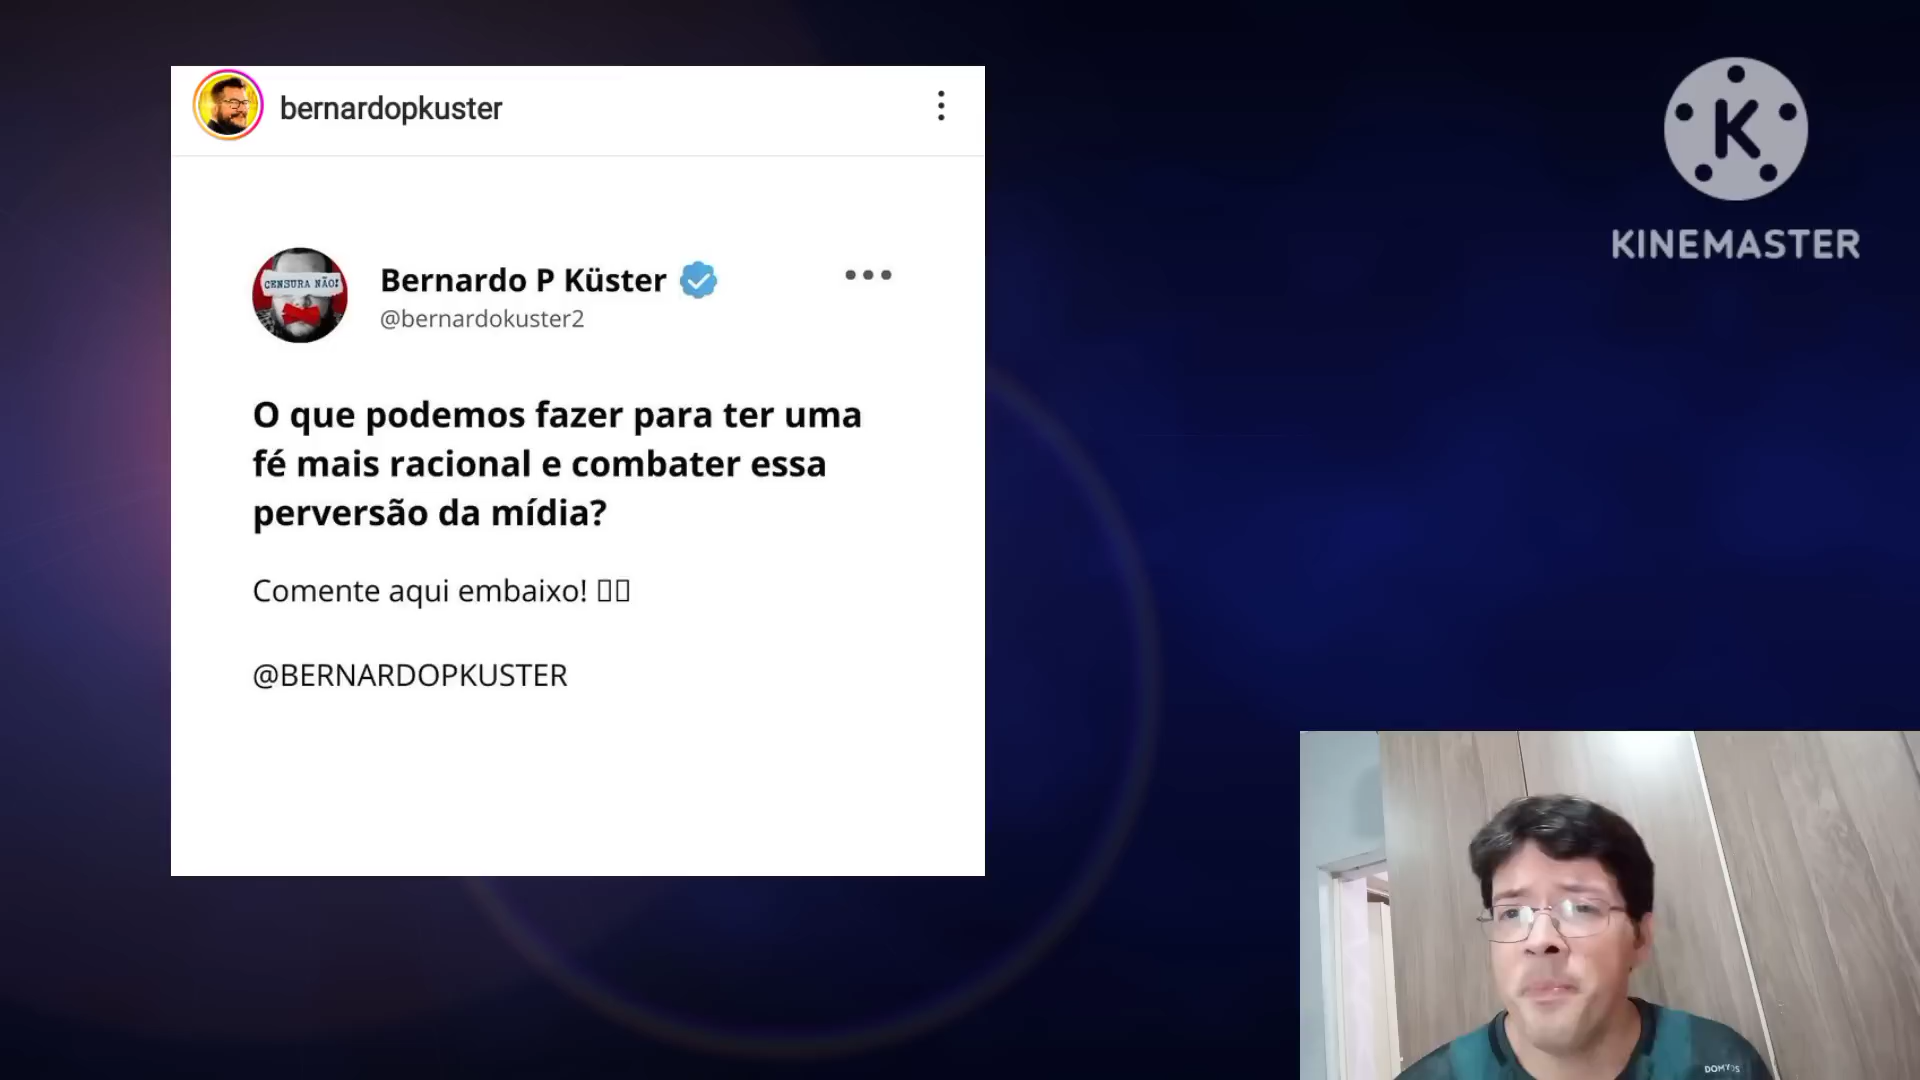 bernardopkuster
CENSURA NÃO!
Bernardo P Küster
@bernardokuster2
O que podemos fazer para ter uma
fé mais racional e combater essa
perversão da mídia?
Comente aqui embaixo!
@BERNARDOPKUSTER
K
KINEMASTER
DOMYOS